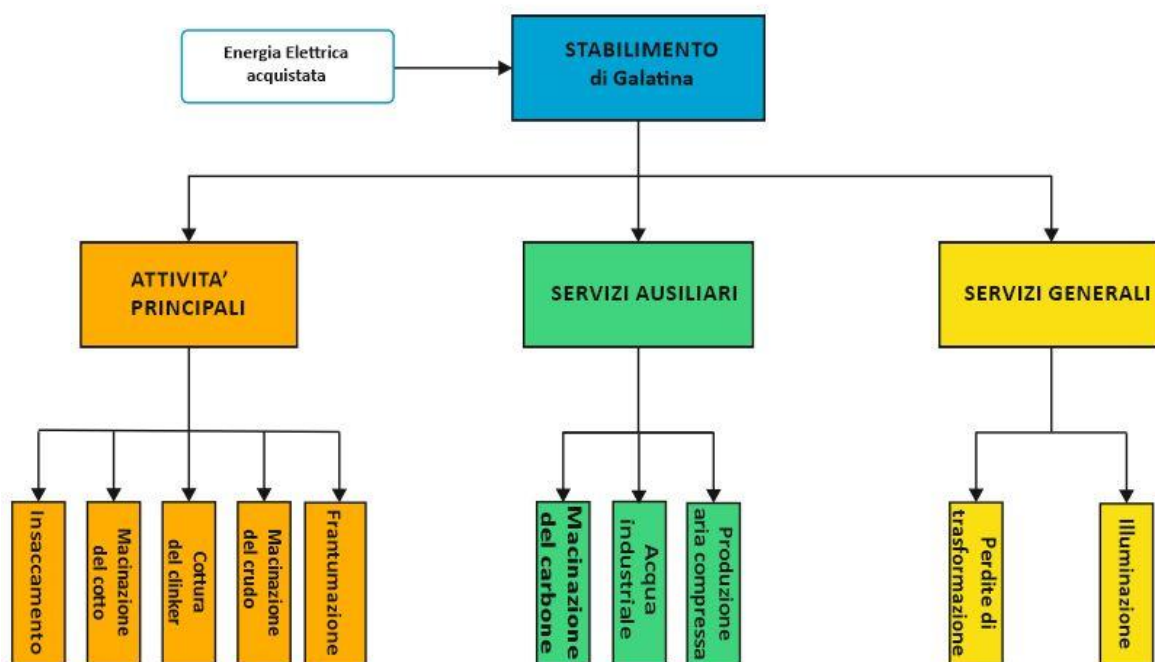 Energia Elettrica
acquistata
STABILIMENTO
di Galatina
ATTIVITA’
PRINCIPALI
SERVIZI AUSILIARI
SERVIZI GENERALI
Insaccamento
Macinazione
del cotto
Cottura
del clinker
Macinazione
del crudo
Frantumazione
Macinazione
del carbone
Acqua
industriale
Produzione
aria compressa
Perdite di
trasformazione
Illuminazione